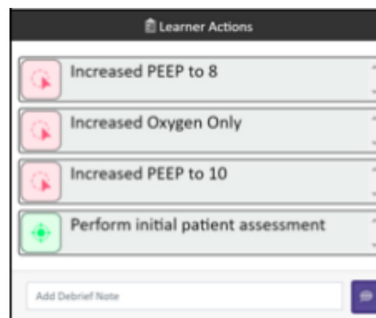 Learner Actions
Increased PEEP to 8
Increased Oxygen Only
Increased PEEP to 10
Perform initial patient assessment
Add Debrief Note